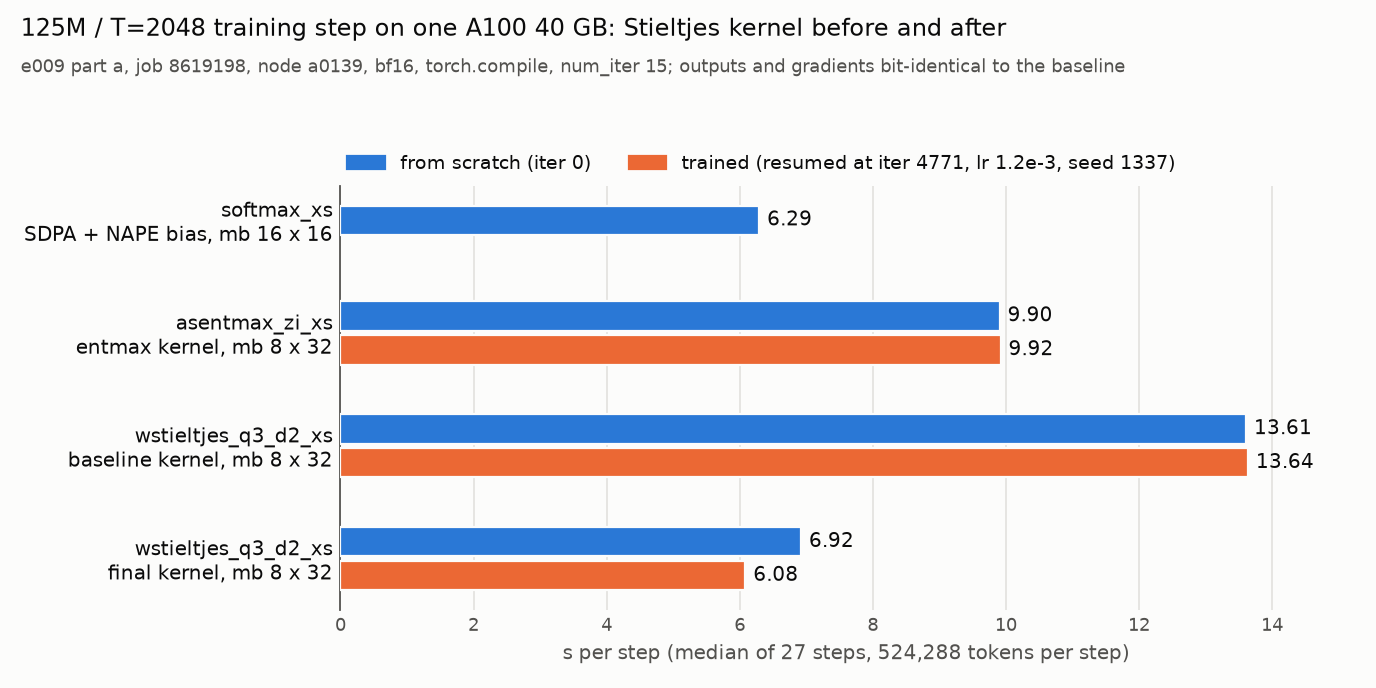 125M / T=2048 training step on one A100 40 GB: Stieltjes kernel before and after
e009 part a, job 8619198, node a0139, bf16, torch.compile, num_iter 15; outputs and gradients bit-identical to the baseline
from scratch (iter 0)
trained (resumed at iter 4771, lr 1.2e-3, seed 1337)
softmax_xs
SDPA + NAPE bias, mb 16 x 16
6.29
asentmax_zi_xs
entmax kernel, mb 8 x 32
9.90
9.92
wstieltjes_q3_d2_xs
baseline kernel, mb 8 x 32
13.61
13.64
wstieltjes_q3_d2_xs
final kernel, mb 8 x 32
6.92
6.08
0 2 4 6 8 10 12 14
s per step (median of 27 steps, 524,288 tokens per step)